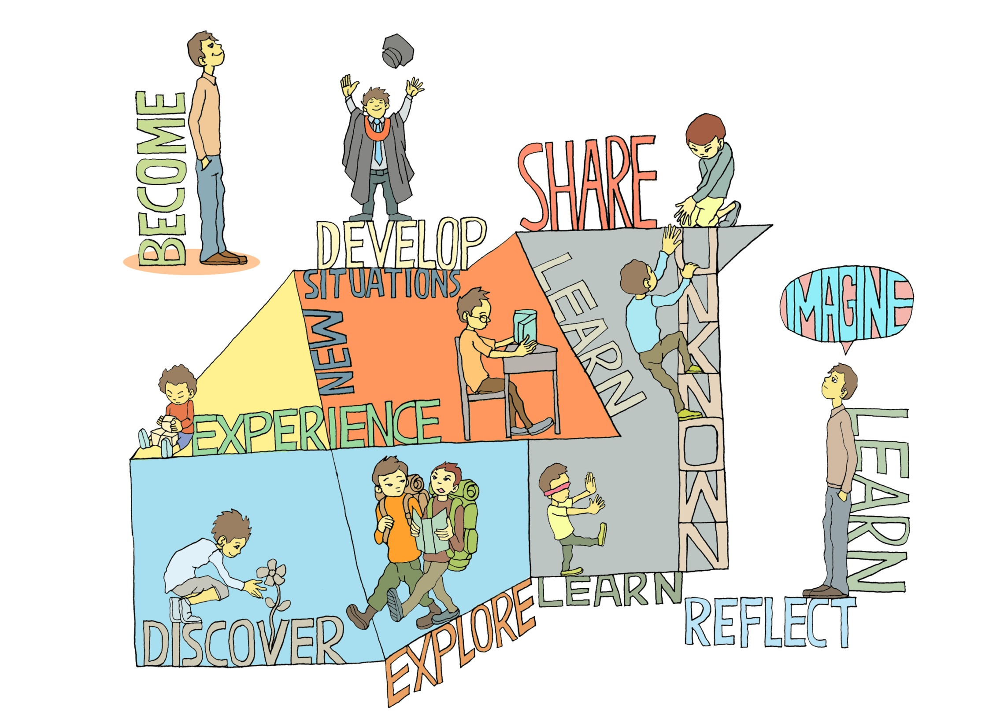 BECOME
DEVELOP
SHARE
SITUATIONS
NEW
LEARN
UNKNOWN
IMAGINE
EXPERIENCE
LEARN
DISCOVER
EXPLORE
LEARN
REFLECT